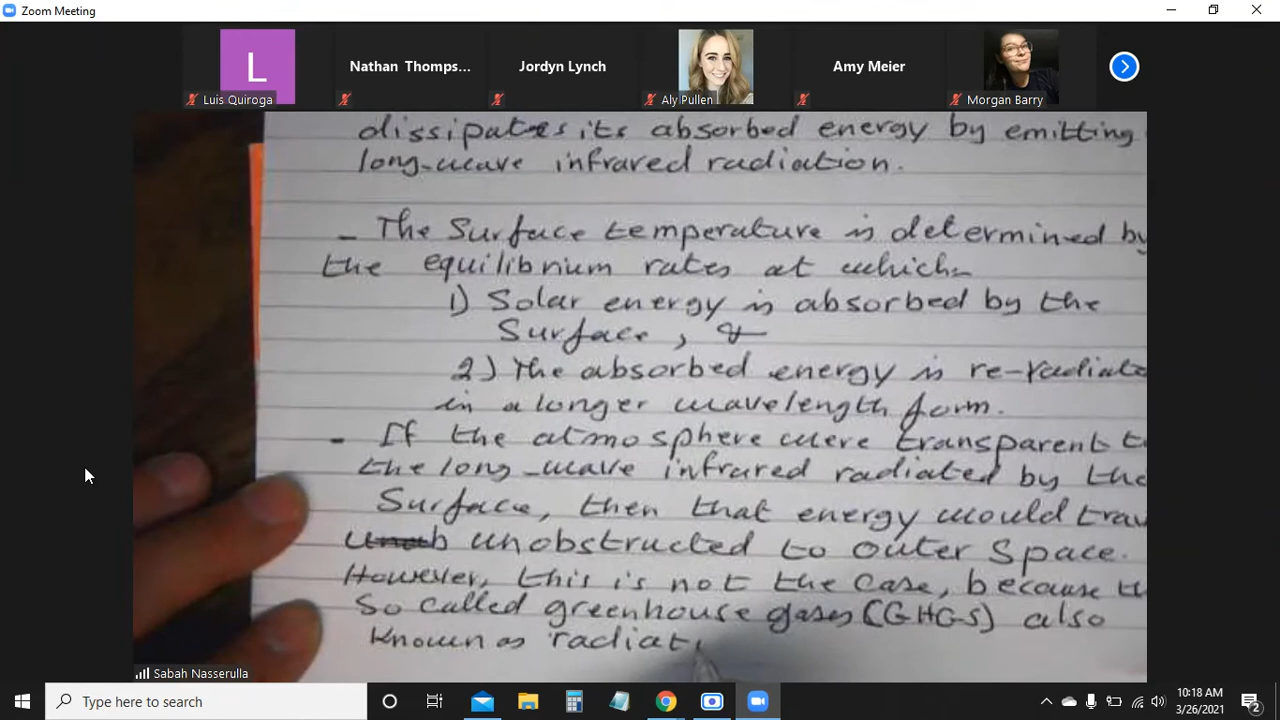 Zoom Meeting
L
Luis Quiroga
Nathan Thomps...
Jordyn Lynch
Aly Pullen
Amy Meier
Morgan Barry
dissipates its absorbed energy by emitting
long-wave infrared radiation.
- The Surface temperature is determined by
the equilibrium rates at which-
1) Solar energy is absorbed by the
Surface, &
2) The absorbed energy is re-radiate
in a longer wavelength form.
- If the atmosphere were transparent t
the long-wave infrared radiated by the
Surface, then that energy would trav
unobstructed to outer space.
However, this is not the case, because th
So called greenhouse gases (GHGS) also
Known as radiati
Sabah Nasserulla
Type here to search
10:18 AM
3/26/2021
2